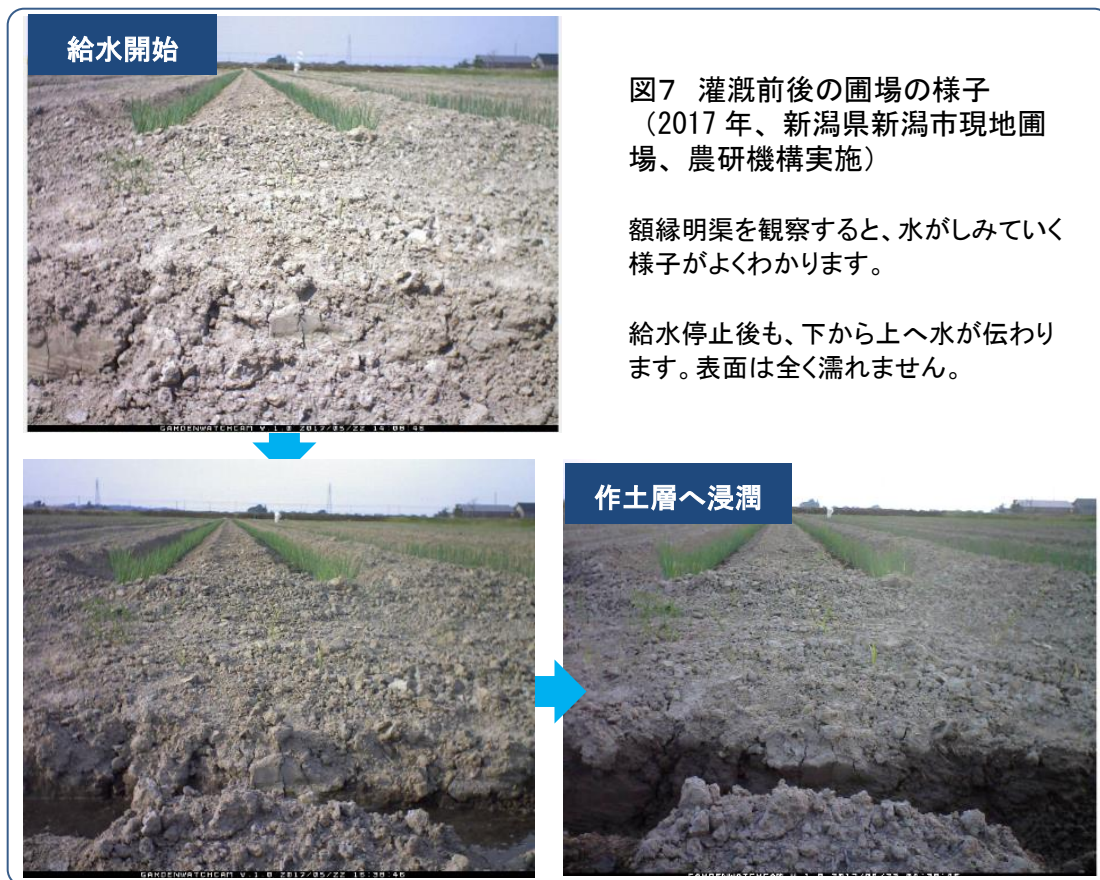 給水開始
図7 灌漑前後の圃場の様子
(2017 年、新潟県新潟市現地圃
場、農研機構実施)
額縁明渠を観察すると、水がしみていく
様子がよくわかります。
給水停止後も、下から上へ水が伝わり
ます。表面は全く濡れません。
GARDENWATCHCAM V.1.0 2017/05/22 14:08:46
作土層へ浸潤
GARDENWATCHCAM V.1.0 2017/05/22 16:38:46